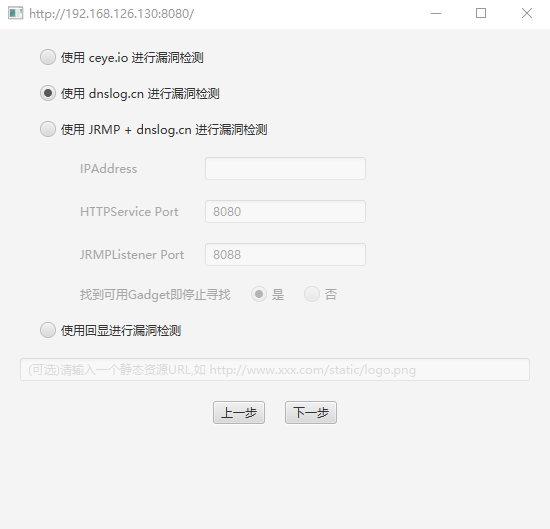 http://192.168.126.130:8080/
使用 ceye.io 进行漏洞检测
使用 dnslog.cn 进行漏洞检测
使用 JRMP + dnslog.cn 进行漏洞检测
IPAddress
HTTPService Port 8080
JRMPListener Port 8088
找到可用Gadget即停止寻找 是 否
使用回显进行漏洞检测
(可选)请输入一个静态资源URL,如 http://www.xxx.com/static/logo.png
上一步 下一步